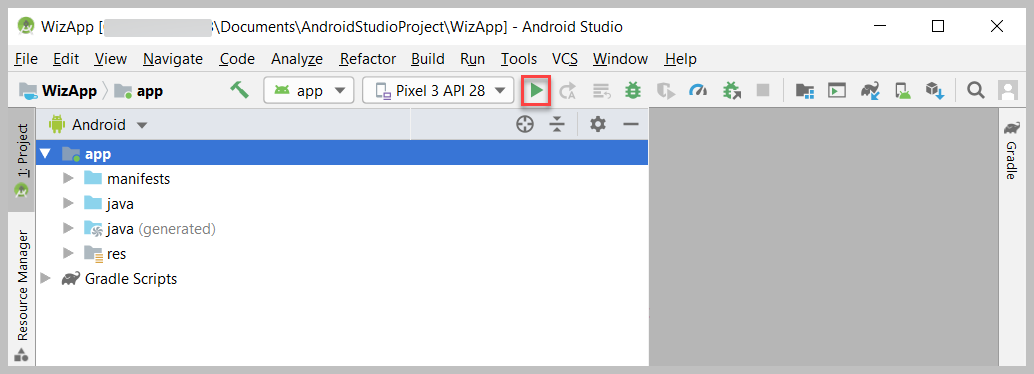 WizApp [8\Documents\AndroidStudioProject\WizApp] - Android Studio
File Edit View Navigate Code Analyze Refactor Build Run Tools VCS Window Help
WizApp app app Pixel 3 API 28
Android
app
manifests
java
java (generated)
res
Gradle Scripts
1: Project
Resource Manager
Gradle